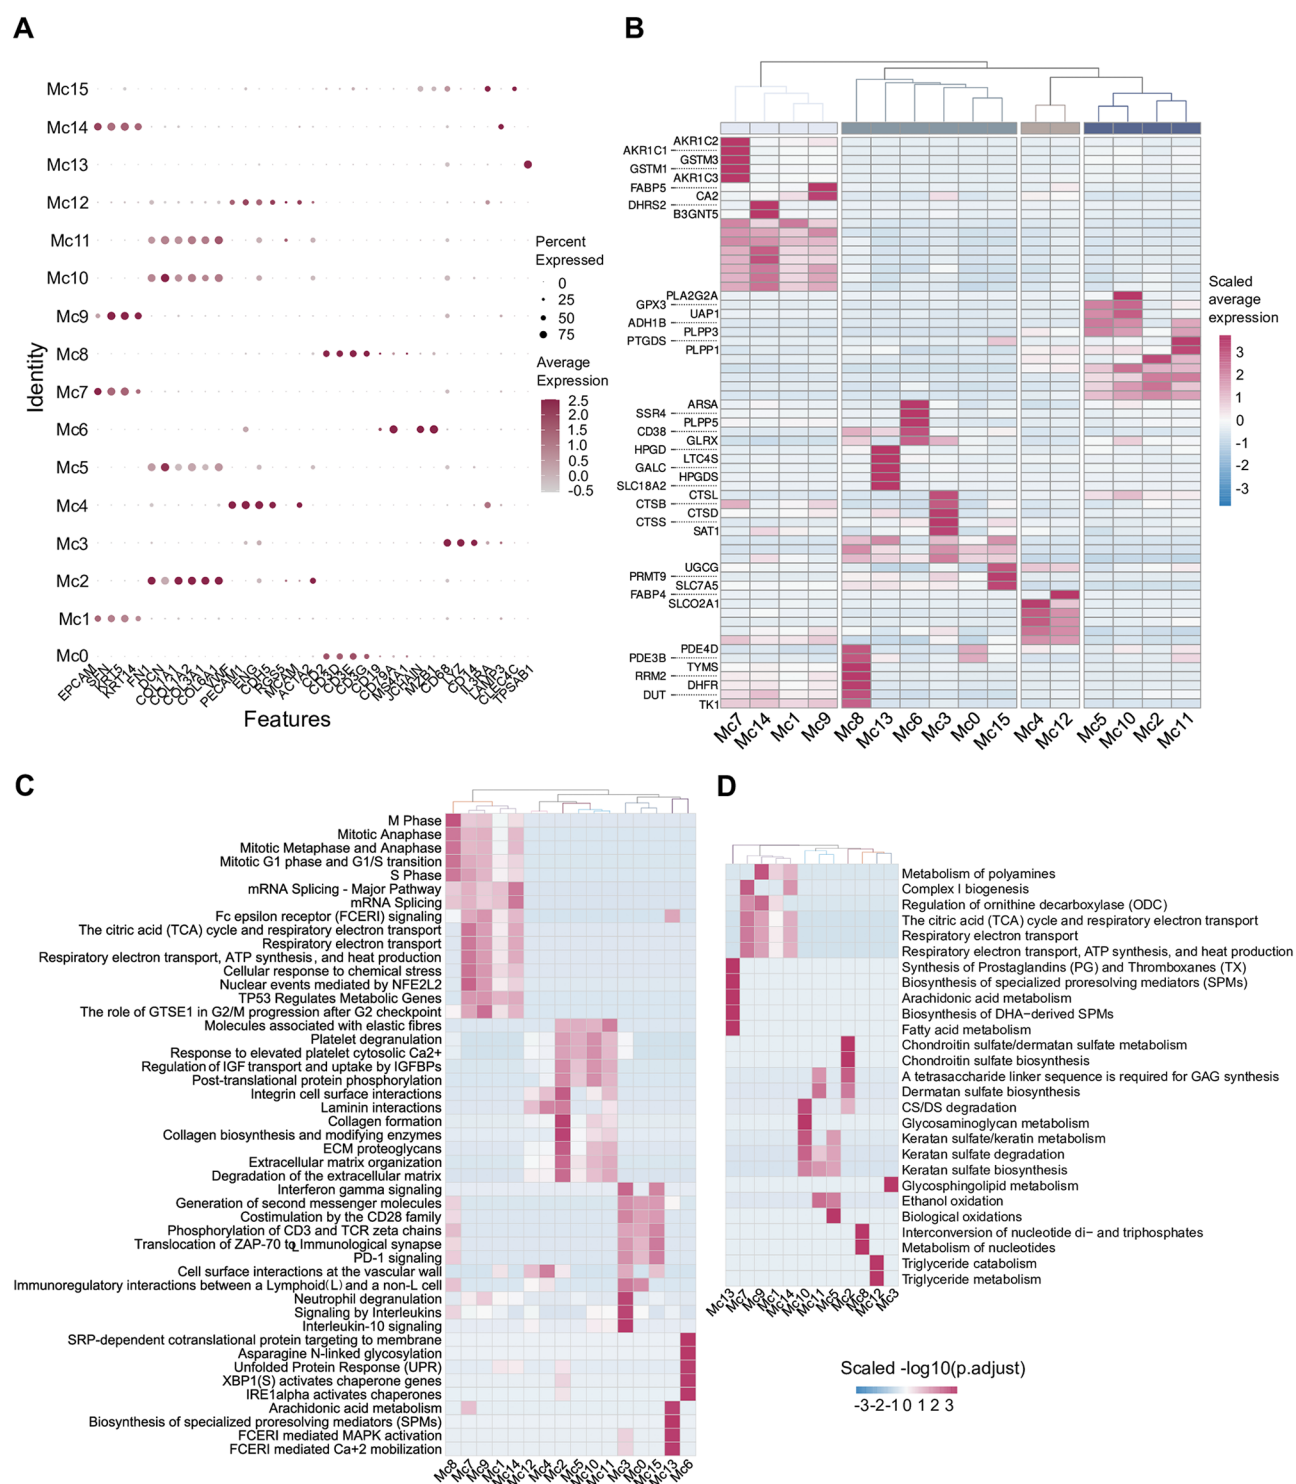 A
Mc15
Mc14
Mc13
Mc12
Mc11
Mc10
Mc9
Mc8
Mc7
Mc6
Mc5
Mc4
Mc3
Mc2
Mc1
Mc0
Identity
EPCAM
SFN
KRT5
KRT14
FN1
DCN
COL1A1
COL1A2
COL3A1
COL6A1
VWF
PECAM1
ENG
CDH5
RGS5
MCAM
ACTA2
CD2
CD3D
CD3E
CD3G
CD19
CD79A
MS4A1
JCHAIN
MZB1
CD68
LYZ
CD14
IL3RA
LAMP3
CLEC4C
TPSAB1
Features
Percent
Expressed
0
25
50
75
Average
Expression
2.5
2.0
1.5
1.0
0.5
0.0
-0.5
B
AKR1C2
AKR1C1
GSTM3
GSTM1
AKR1C3
FABP5
CA2
DHRS2
B3GNT5
PLA2G2A
GPX3
UAP1
ADH1B
PLPP3
PTGDS
PLPP1
ARSA
SSR4
PLPP5
CD38
GLRX
HPGD
LTC4S
GALC
HPGDS
SLC18A2
CTSL
CTSB
CTSD
CTSS
SAT1
UGCG
PRMT9
SLC7A5
FABP4
SLCO2A1
PDE4D
PDE3B
TYMS
RRM2
DHFR
DUT
TK1
Mc7
Mc14
Mc1
Mc9
Mc8
Mc13
Mc6
Mc3
Mc0
Mc15
Mc4
Mc12
Mc5
Mc10
Mc2
Mc11
Scaled
average
expression
3
2
1
0
-1
-2
-3
C
M Phase
Mitotic Anaphase
Mitotic Metaphase and Anaphase
Mitotic G1 phase and G1/S transition
S Phase
mRNA Splicing - Major Pathway
mRNA Splicing
Fc epsilon receptor (FCERI) signaling
The citric acid (TCA) cycle and respiratory electron transport
Respiratory electron transport
Respiratory electron transport, ATP synthesis, and heat production
Cellular response to chemical stress
Nuclear events mediated by NFE2L2
TP53 Regulates Metabolic Genes
The role of GTSE1 in G2/M progression after G2 checkpoint
Molecules associated with elastic fibres
Platelet degranulation
Response to elevated platelet cytosolic Ca2+
Regulation of IGF transport and uptake by IGFBPs
Post-translational protein phosphorylation
Integrin cell surface interactions
Laminin interactions
Collagen formation
Collagen biosynthesis and modifying enzymes
ECM proteoglycans
Extracellular matrix organization
Degradation of the extracellular matrix
Interferon gamma signaling
Generation of second messenger molecules
Costimulation by the CD28 family
Phosphorylation of CD3 and TCR zeta chains
Translocation of ZAP-70 to Immunological synapse
PD-1 signaling
Cell surface interactions at the vascular wall
Immunoregulatory interactions between a Lymphoid(L) and a non-L cell
Neutrophil degranulation
Signaling by Interleukins
Interleukin-10 signaling
SRP-dependent cotranslational protein targeting to membrane
Asparagine N-linked glycosylation
Unfolded Protein Response (UPR)
XBP1(S) activates chaperone genes
IRE1alpha activates chaperones
Arachidonic acid metabolism
Biosynthesis of specialized proresolving mediators (SPMs)
FCERI mediated MAPK activation
FCERI mediated Ca+2 mobilization
Mc8
Mc7
Mc9
Mc1
Mc14
Mc12
Mc4
Mc2
Mc5
Mc10
Mc11
Mc3
Mc0
Mc15
Mc13
Mc6
D
Metabolism of polyamines
Complex I biogenesis
Regulation of ornithine decarboxylase (ODC)
The citric acid (TCA) cycle and respiratory electron transport
Respiratory electron transport
Respiratory electron transport, ATP synthesis, and heat production
Synthesis of Prostaglandins (PG) and Thromboxanes (TX)
Biosynthesis of specialized proresolving mediators (SPMs)
Arachidonic acid metabolism
Biosynthesis of DHA−derived SPMs
Fatty acid metabolism
Chondroitin sulfate/dermatan sulfate metabolism
Chondroitin sulfate biosynthesis
A tetrasaccharide linker sequence is required for GAG synthesis
Dermatan sulfate biosynthesis
CS/DS degradation
Glycosaminoglycan metabolism
Keratan sulfate/keratin metabolism
Keratan sulfate degradation
Keratan sulfate biosynthesis
Glycosphingolipid metabolism
Ethanol oxidation
Biological oxidations
Interconversion of nucleotide di− and triphosphates
Metabolism of nucleotides
Triglyceride catabolism
Triglyceride metabolism
Mc13
Mc7
Mc9
Mc1
Mc14
Mc10
Mc11
Mc5
Mc2
Mc8
Mc12
Mc3
Scaled -log10(p.adjust)
-3-2-1 0 1 2 3